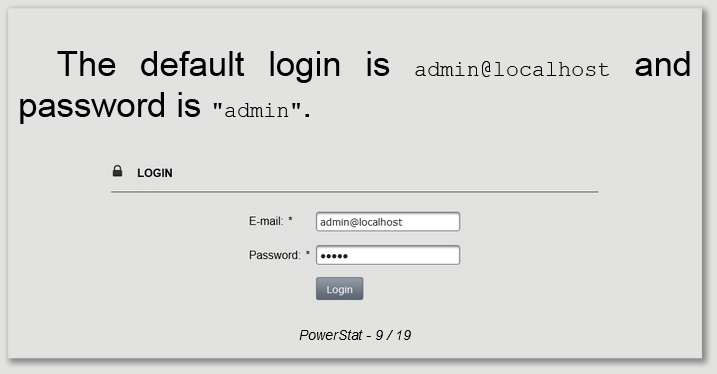 The default login is admin@localhost and
password is "admin".
LOGIN
E-mail: * admin@localhost
Password: * •••••
Login
PowerStat - 9 / 19